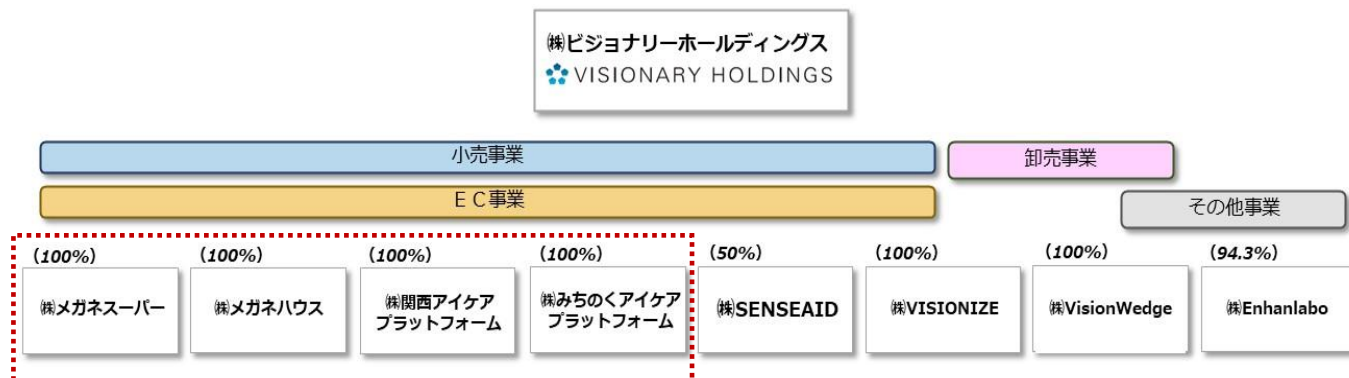 ㈱ビジョナリーホールディングス
VISIONARY HOLDINGS
小売事業
卸売事業
ＥＣ事業
その他事業
(100%)
(100%)
(100%)
(100%)
(50%)
(100%)
(100%)
(94.3%)
㈱メガネスーパー
㈱メガネハウス
㈱関西アイケア
プラットフォーム
㈱みちのくアイケア
プラットフォーム
㈱SENSEAID
㈱VISIONIZE
㈱VisionWedge
㈱Enhanlabo